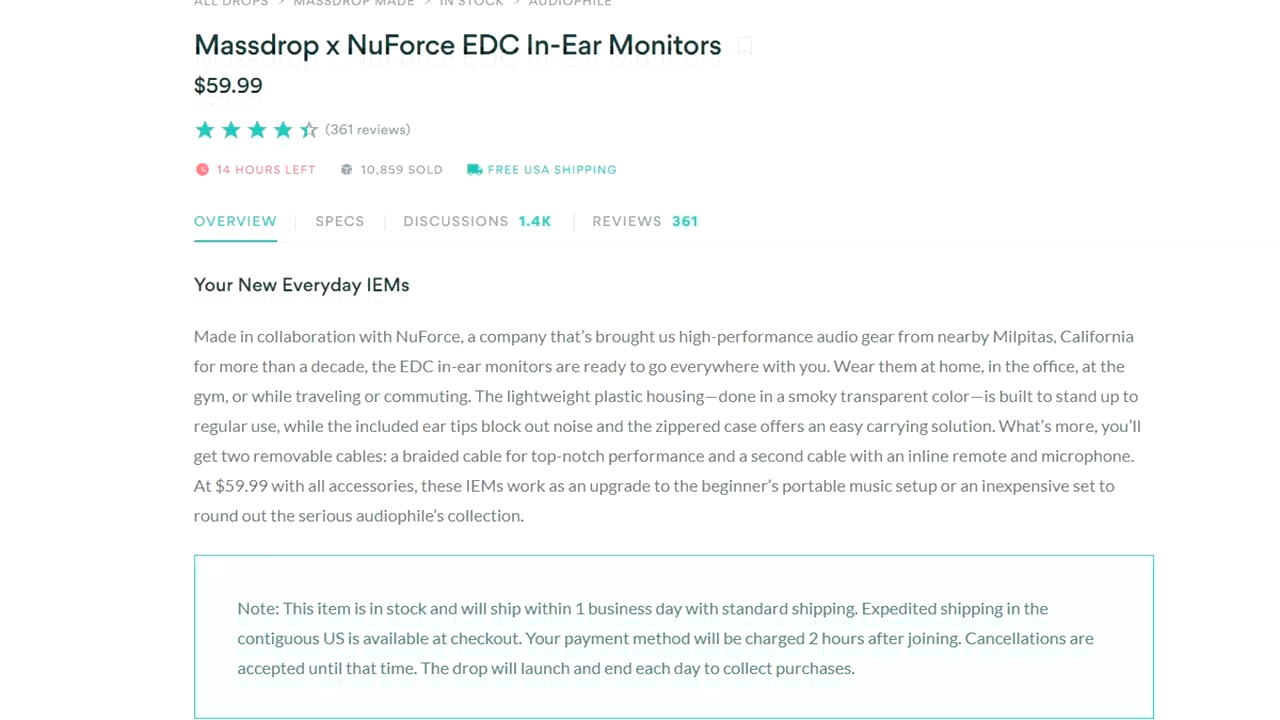 ALL DROPS > MASSDROP MADE > IN STOCK > AUDIOPHILE
Massdrop x NuForce EDC In-Ear Monitors
$59.99
(361 reviews)
14 HOURS LEFT 10,859 SOLD FREE USA SHIPPING
OVERVIEW SPECS DISCUSSIONS 1.4K REVIEWS 361
Your New Everyday IEMs
Made in collaboration with NuForce, a company that's brought us high-performance audio gear from nearby Milpitas, California
for more than a decade, the EDC in-ear monitors are ready to go everywhere with you. Wear them at home, in the office, at the
gym, or while traveling or commuting. The lightweight plastic housing—done in a smoky transparent color—is built to stand up to
regular use, while the included ear tips block out noise and the zippered case offers an easy carrying solution. What's more, you'll
get two removable cables: a braided cable for top-notch performance and a second cable with an inline remote and microphone.
At $59.99 with all accessories, these IEMs work as an upgrade to the beginner's portable music setup or an inexpensive set to
round out the serious audiophile's collection.
Note: This item is in stock and will ship within 1 business day with standard shipping. Expedited shipping in the
contiguous US is available at checkout. Your payment method will be charged 2 hours after joining. Cancellations are
accepted until that time. The drop will launch and end each day to collect purchases.